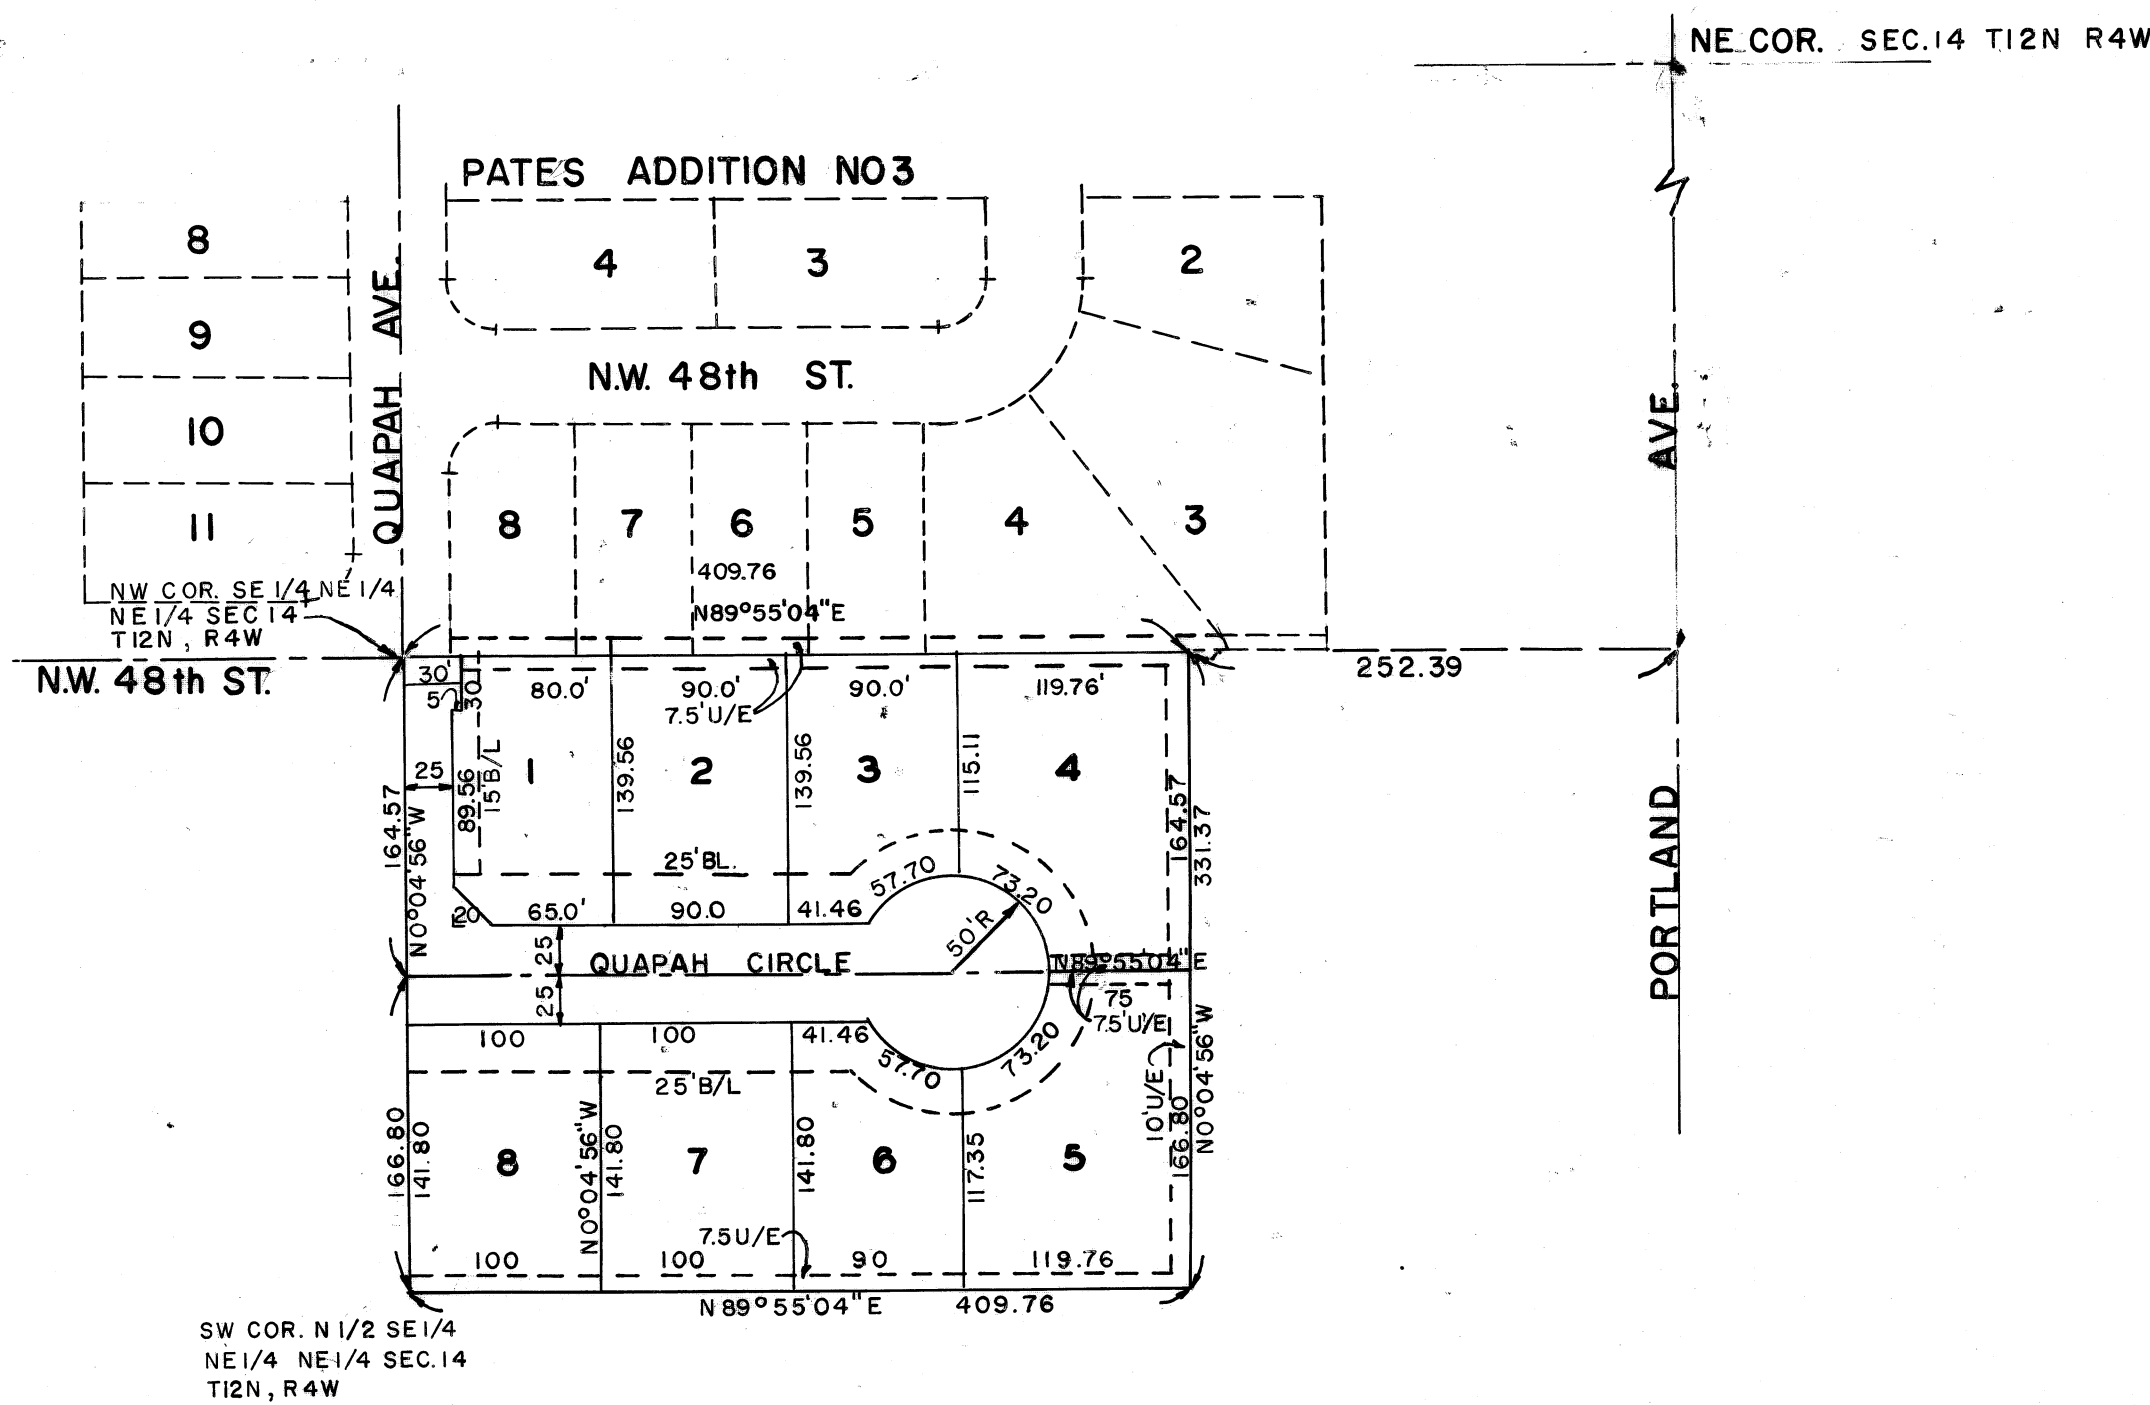 NE COR. SEC.14 T12N R4W
PATES ADDITION NO3
8
9
10
11
4
3
2
QUAPAH AVE.
N.W. 48th ST.
8
7
6
5
4
3
409.76
N89°55'04"E
NW COR. SE 1/4 NE 1/4
NE 1/4 SEC 14
T12N, R4W
N.W. 48th ST.
252.39
PORTLAND AVE.
30'
5'
30'
80.0'
90.0'
90.0'
119.76'
7.5'U/E
1
2
3
4
25
89.56
15'B/L
139.56
139.56
115.11
164.57
N0°04'56"W
164.57
331.37
25'BL.
20
65.0'
90.0
41.46
57.70
73.20
50'R
25
25
QUAPAH CIRCLE
N89°55'04"E
75
7.5'U/E
100
100
41.46
57.70
73.20
25'B/L
10'U/E
166.80
N0°04'56"W
166.80
141.80
8
N0°04'56"W
141.80
7
141.80
6
117.35
5
7.5U/E
100
100
90
119.76
N89°55'04"E 409.76
SW COR. N 1/2 SE 1/4
NE 1/4 NE 1/4 SEC.14
T12N, R4W